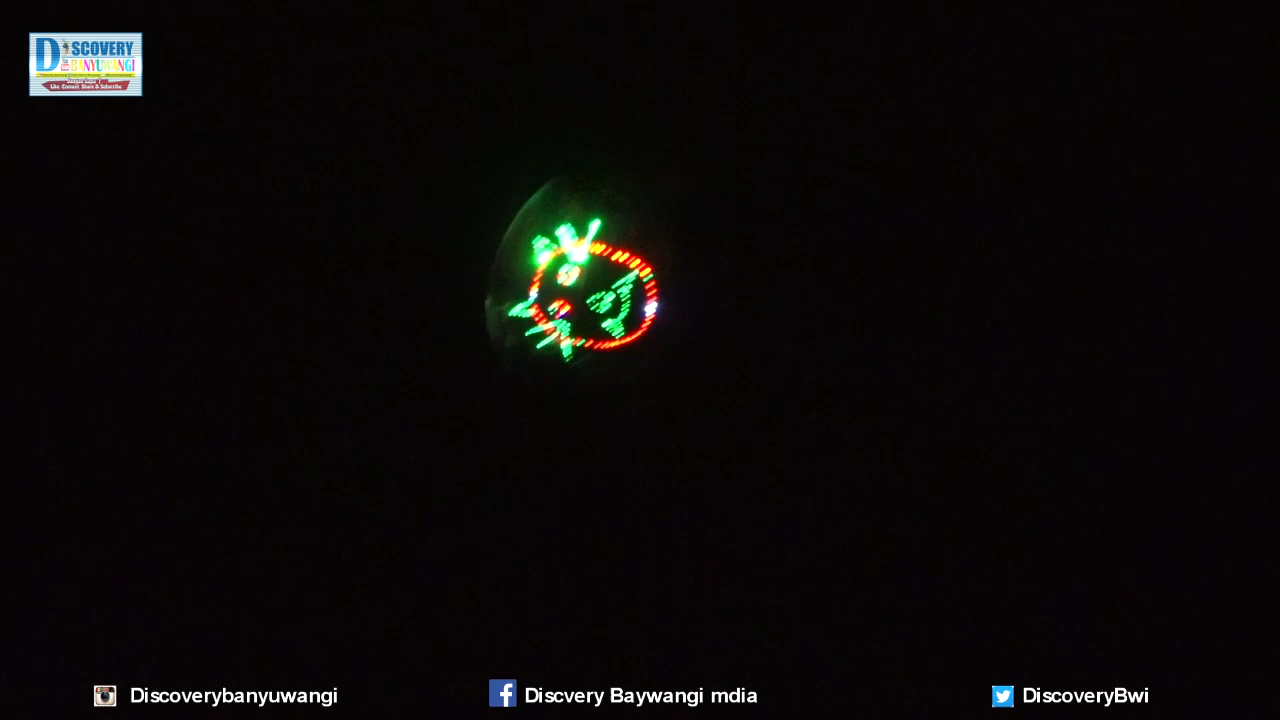 DiSCOVERY
BANYUWANGI
Like Coment Share & Subscribe
Discoverybanyuwangi
Discvery Baywangi mdia
DiscoveryBwi